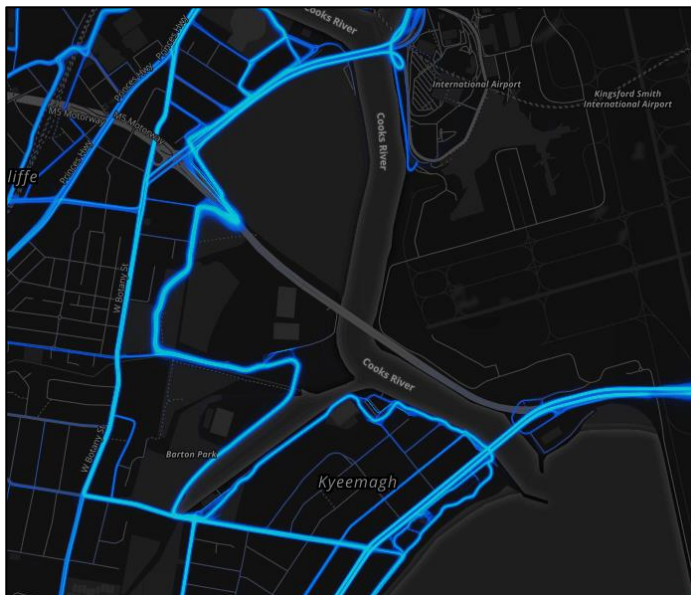 Cooks River
Princes Hwy
International Airport
Kingsford Smith
International Airport
Princes Hwy
M5 Motorway
M5 Motorway
Cooks River
Princes Hwy
liffe
W Botany St
Cooks River
W Botany St
Barton Park
Kyeemagh